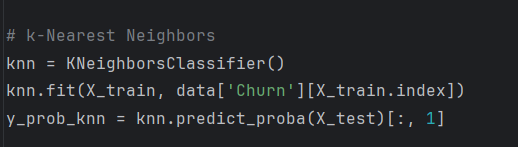 # k-Nearest Neighbors
knn = KNeighborsClassifier()
knn.fit(X_train, data['Churn'][X_train.index])
y_prob_knn = knn.predict_proba(X_test)[:, 1]